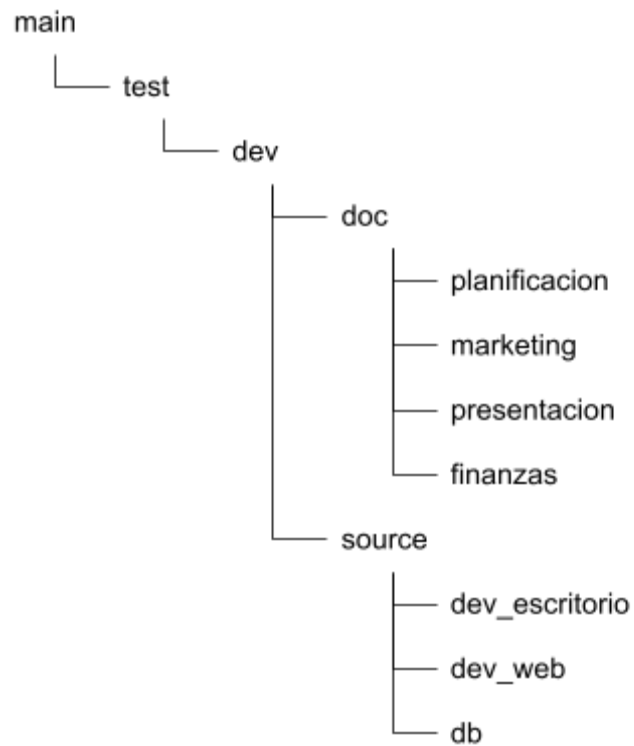 main
test
dev
doc
planificacion
marketing
presentacion
finanzas
source
dev_escritorio
dev_web
db